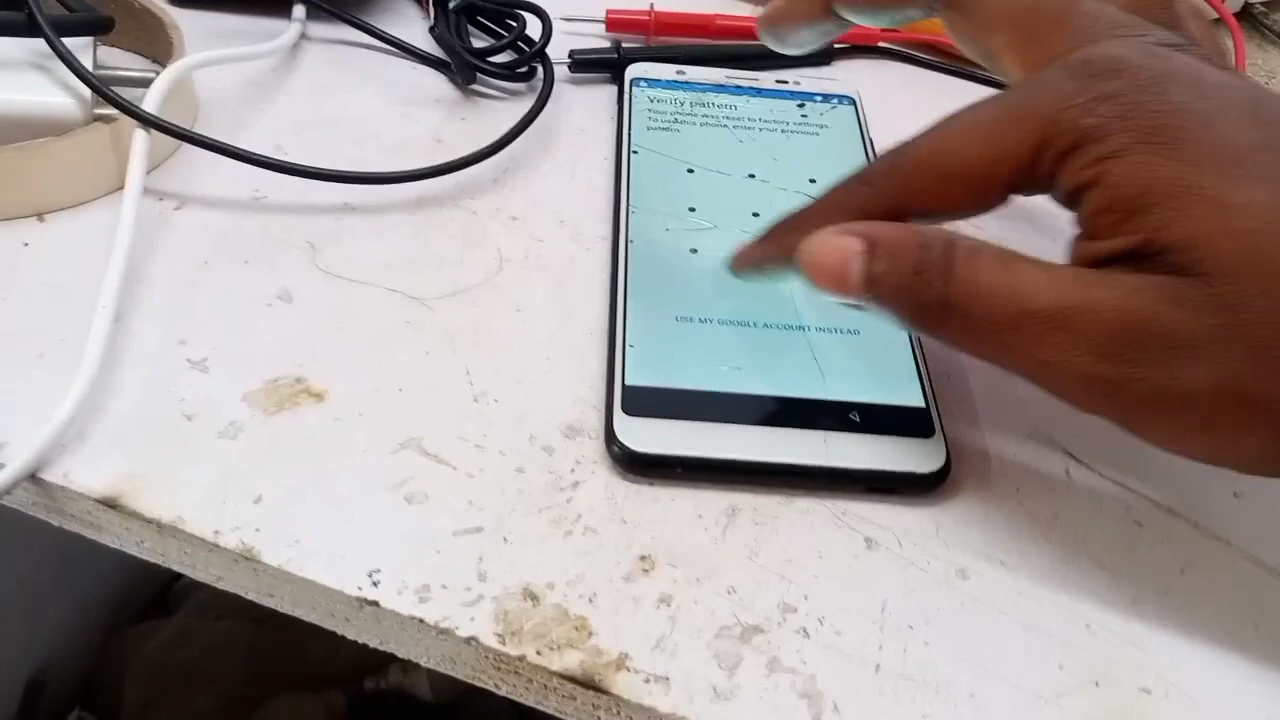 Verify pattern
Your phone was reset to factory settings.
To use this phone, enter your previous
pattern.
USE MY GOOGLE ACCOUNT INSTEAD